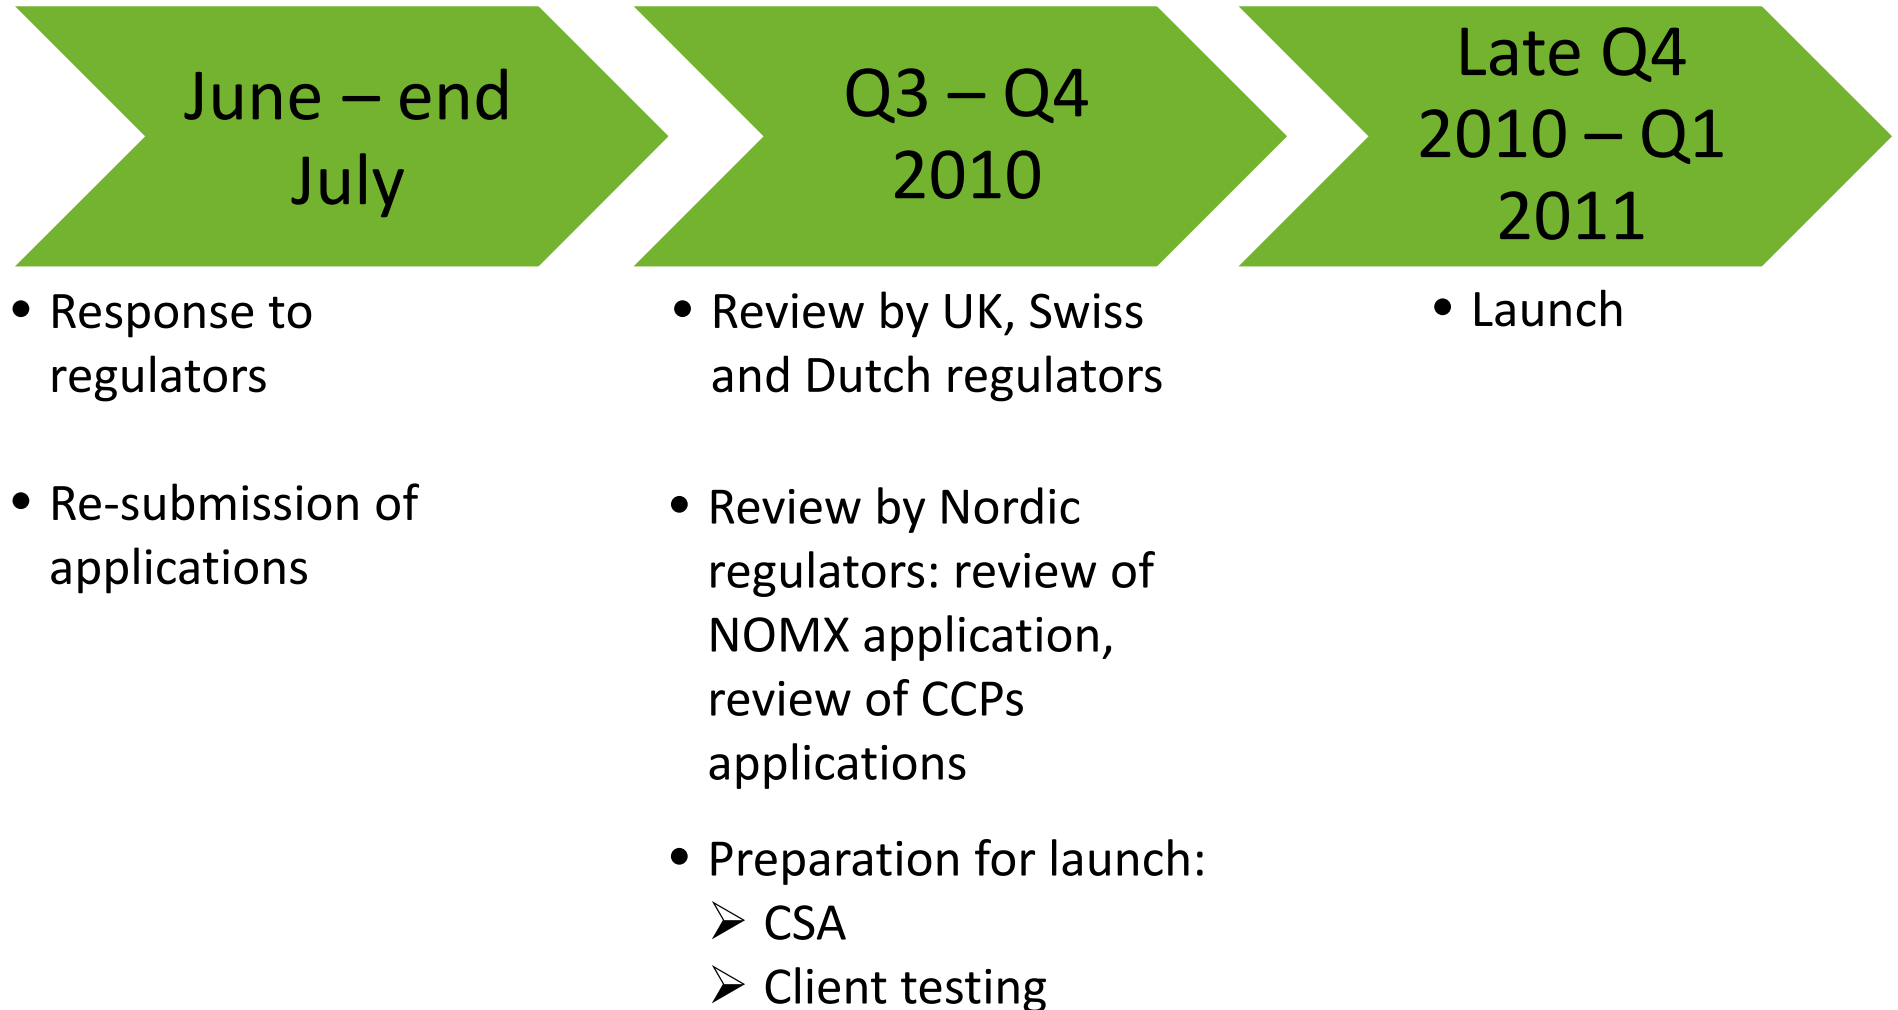 June – end
July
• Response to
regulators
• Re-submission of
applications
Q3 – Q4
2010
• Review by UK, Swiss
and Dutch regulators
• Review by Nordic
regulators: review of
NOMX application,
review of CCPs
applications
• Preparation for launch:
➢ CSA
➢ Client testing
Late Q4
2010 – Q1
2011
• Launch